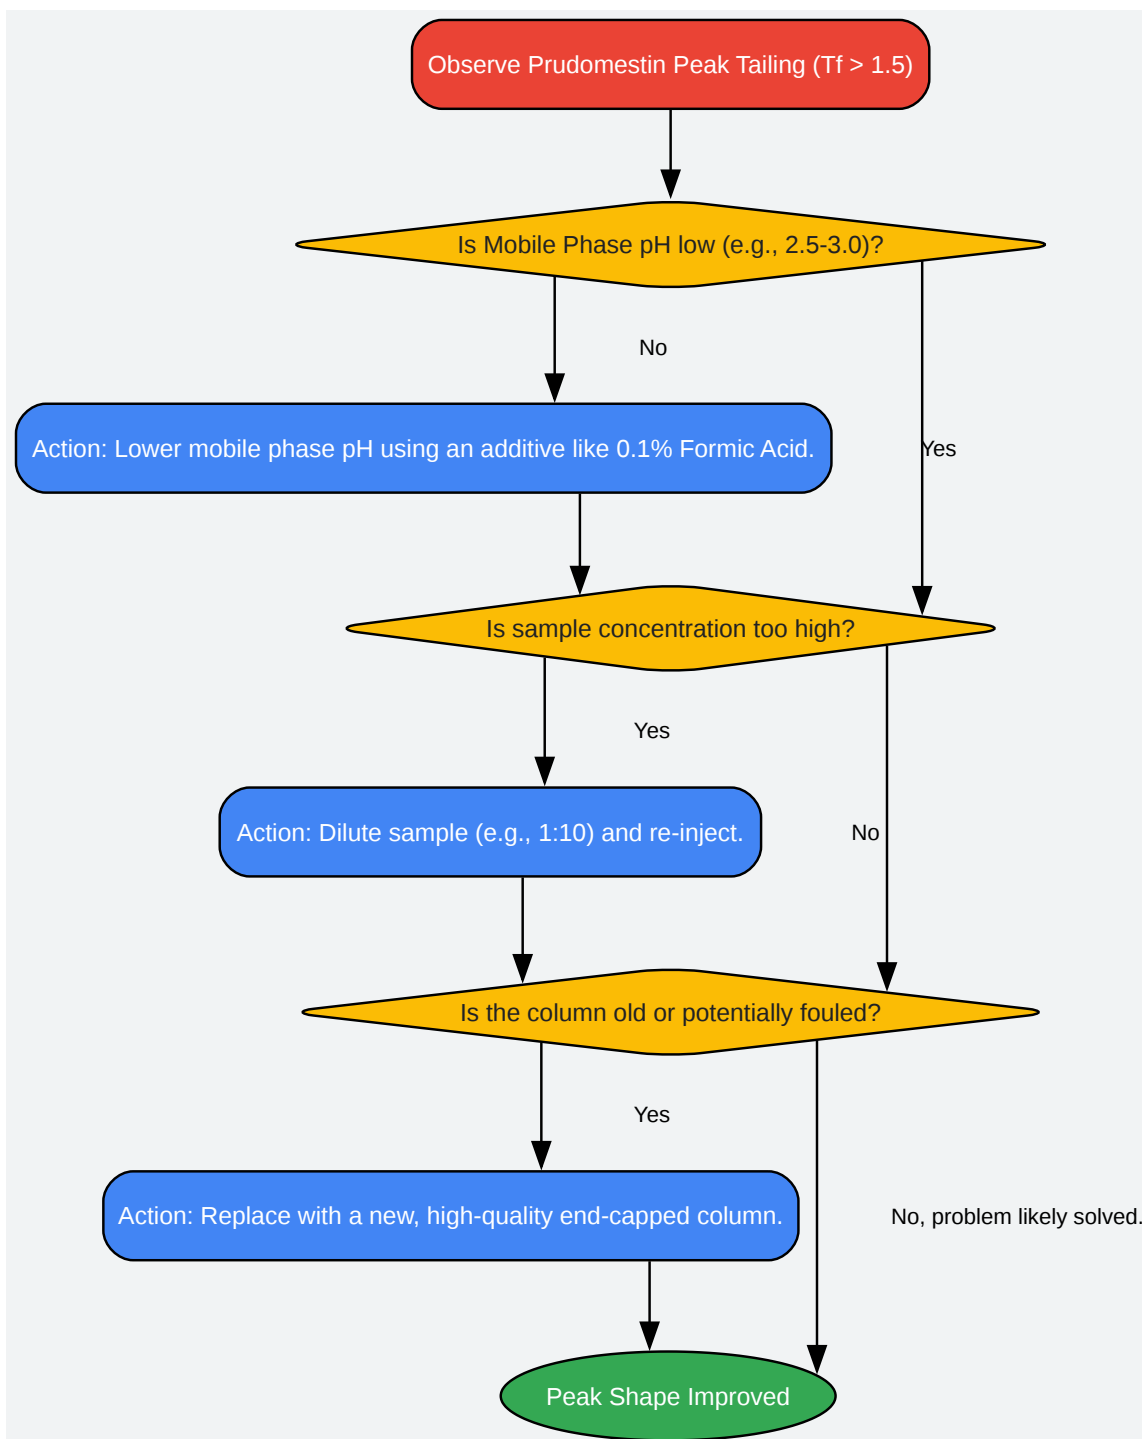 Observe Prudomestin Peak Tailing (Tf > 1.5)
Is Mobile Phase pH low (e.g., 2.5-3.0)?
No
Action: Lower mobile phase pH using an additive like 0.1% Formic Acid.
Yes
Is sample concentration too high?
Yes
Action: Dilute sample (e.g., 1:10) and re-inject.
No
Is the column old or potentially fouled?
Yes
Action: Replace with a new, high-quality end-capped column.
No, problem likely solved.
Peak Shape Improved